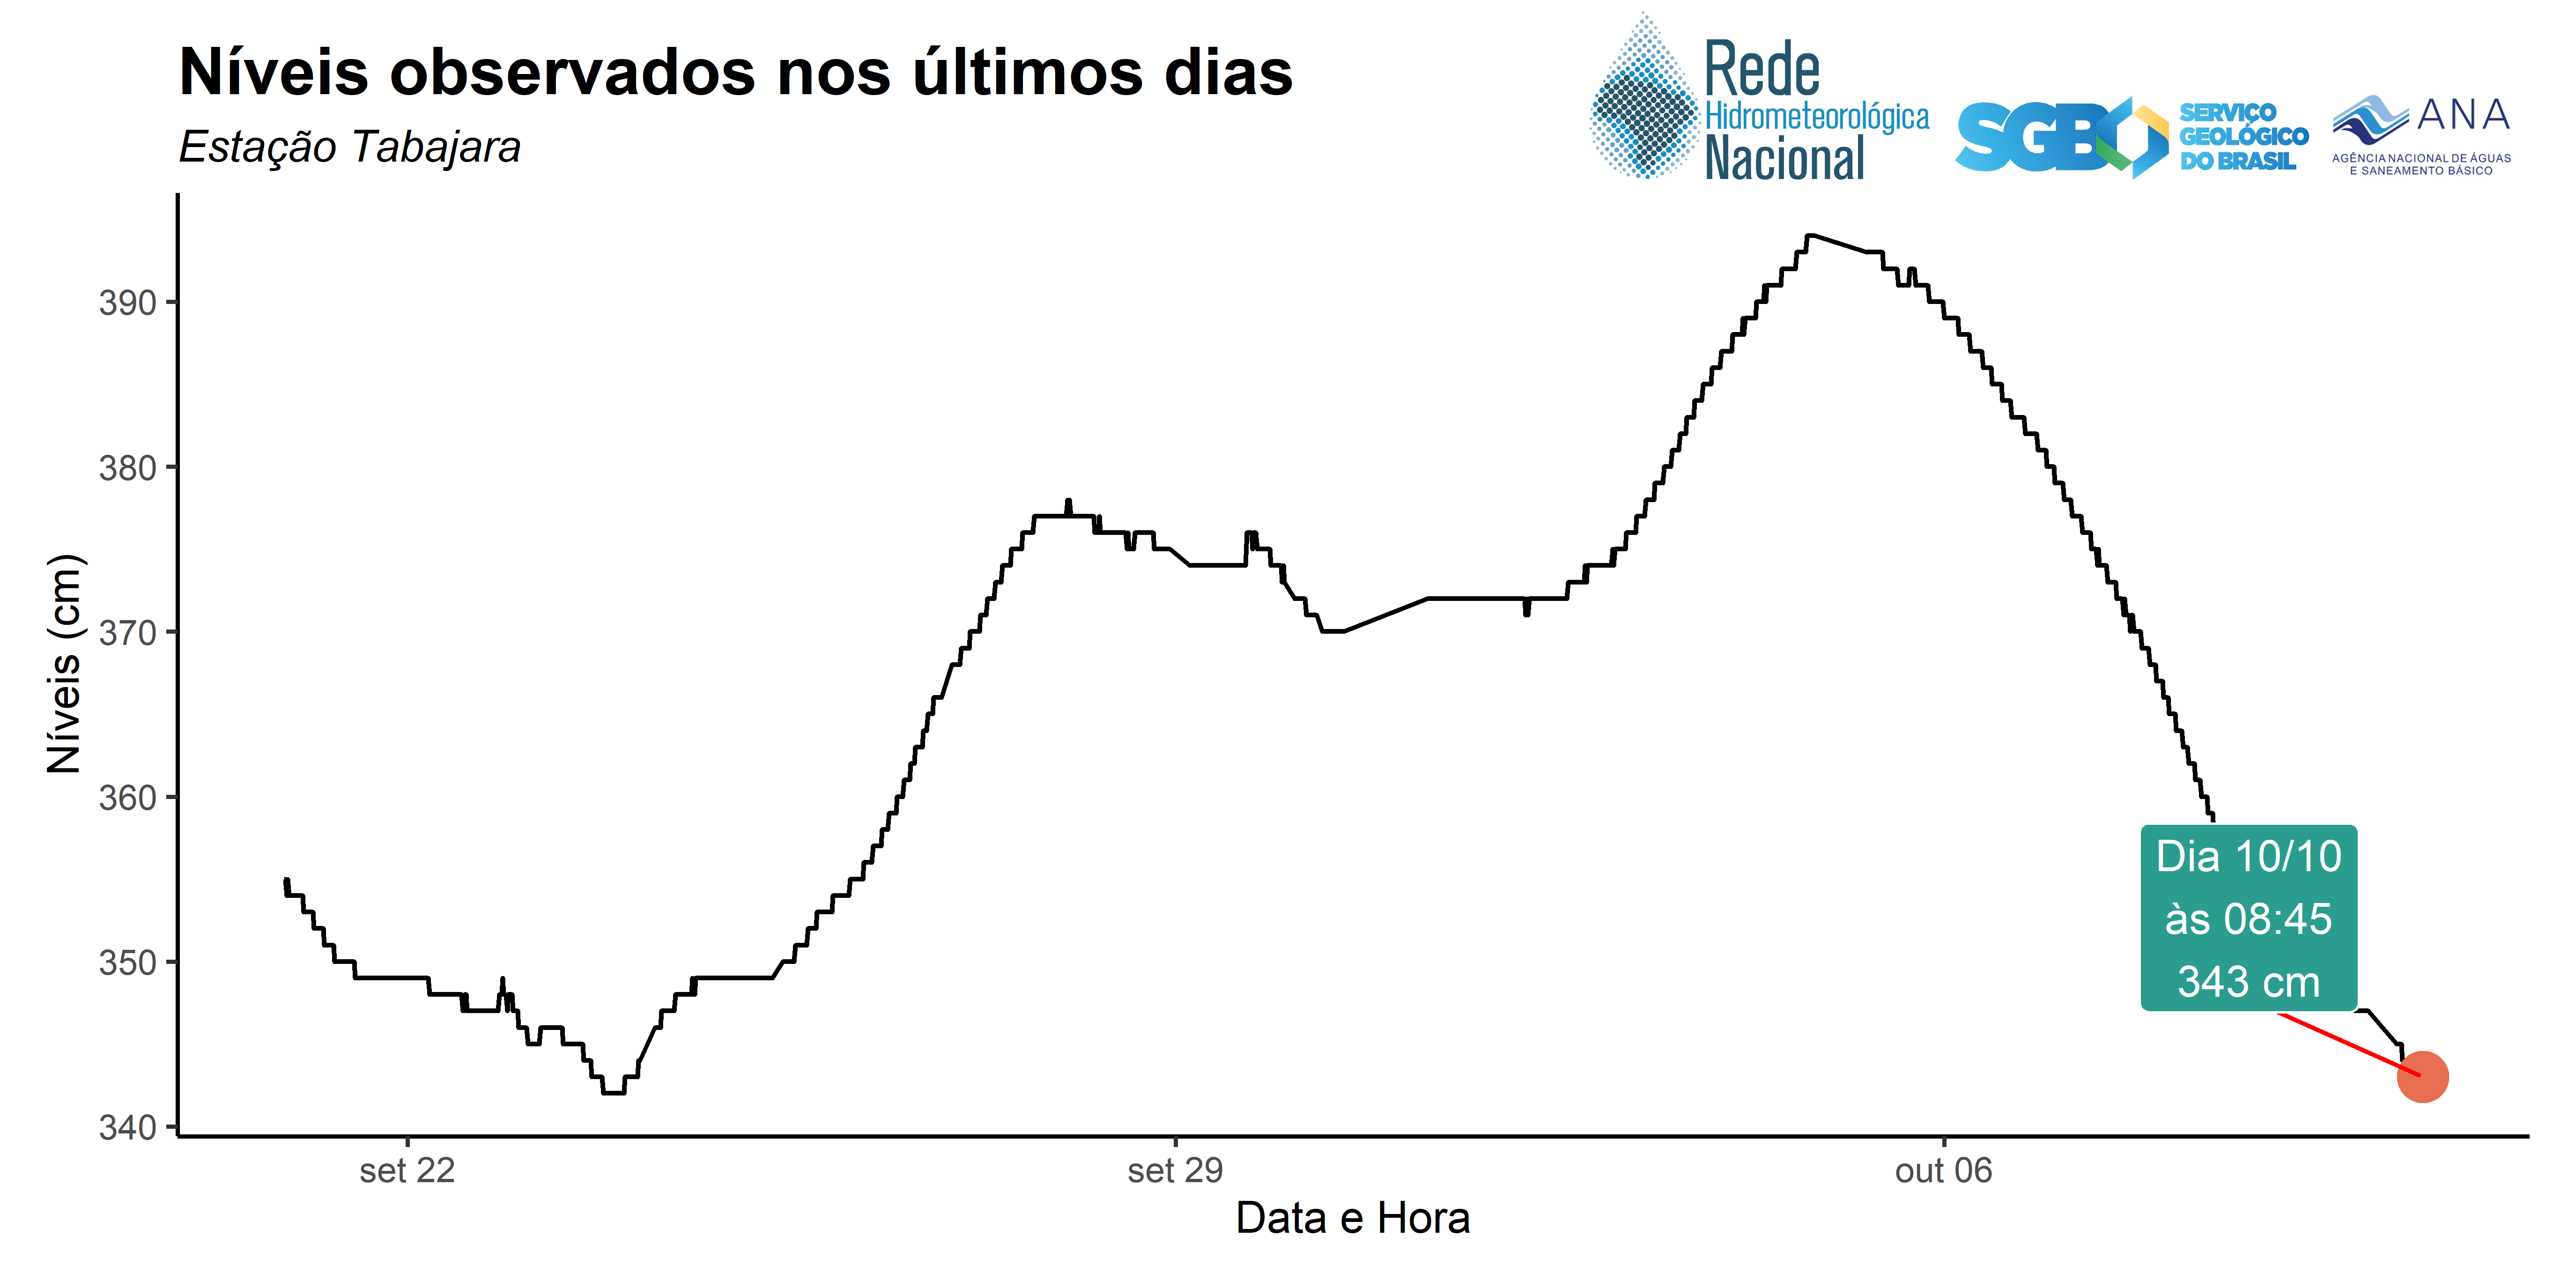 Níveis observados nos últimos dias
Estação Tabajara
Rede
Hidrometeorológica
Nacional
SGB
SERVIÇO
GEOLÓGICO
DO BRASIL
ANA
AGÊNCIA NACIONAL DE ÁGUAS
E SANEAMENTO BÁSICO
Níveis (cm)
390
380
370
360
350
340
Dia 10/10
às 08:45
343 cm
set 22
set 29
out 06
Data e Hora